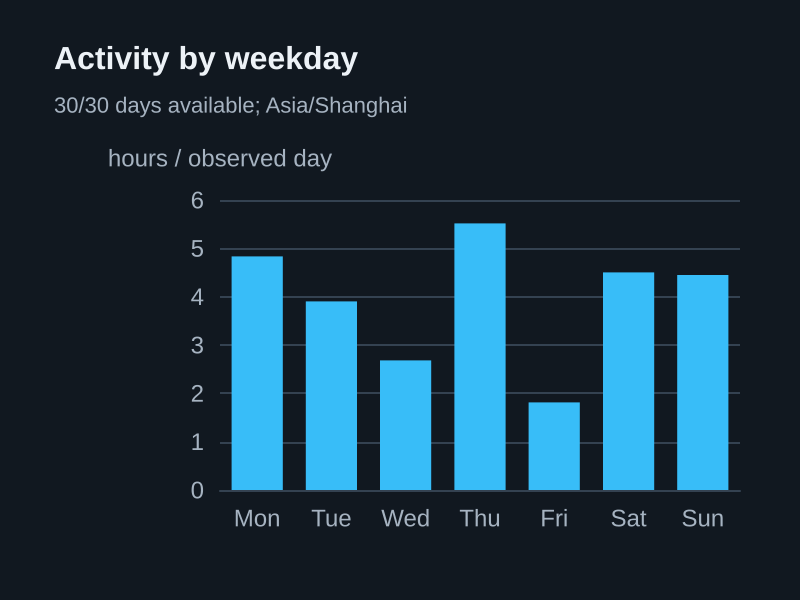 Activity by weekday
30/30 days available; Asia/Shanghai
hours / observed day
6
5
4
3
2
1
0
Mon Tue Wed Thu Fri Sat Sun